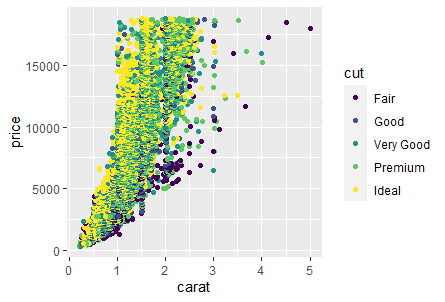 price
15000
10000
5000
0
0
1
2
3
4
5
carat
cut
Fair
Good
Very Good
Premium
Ideal